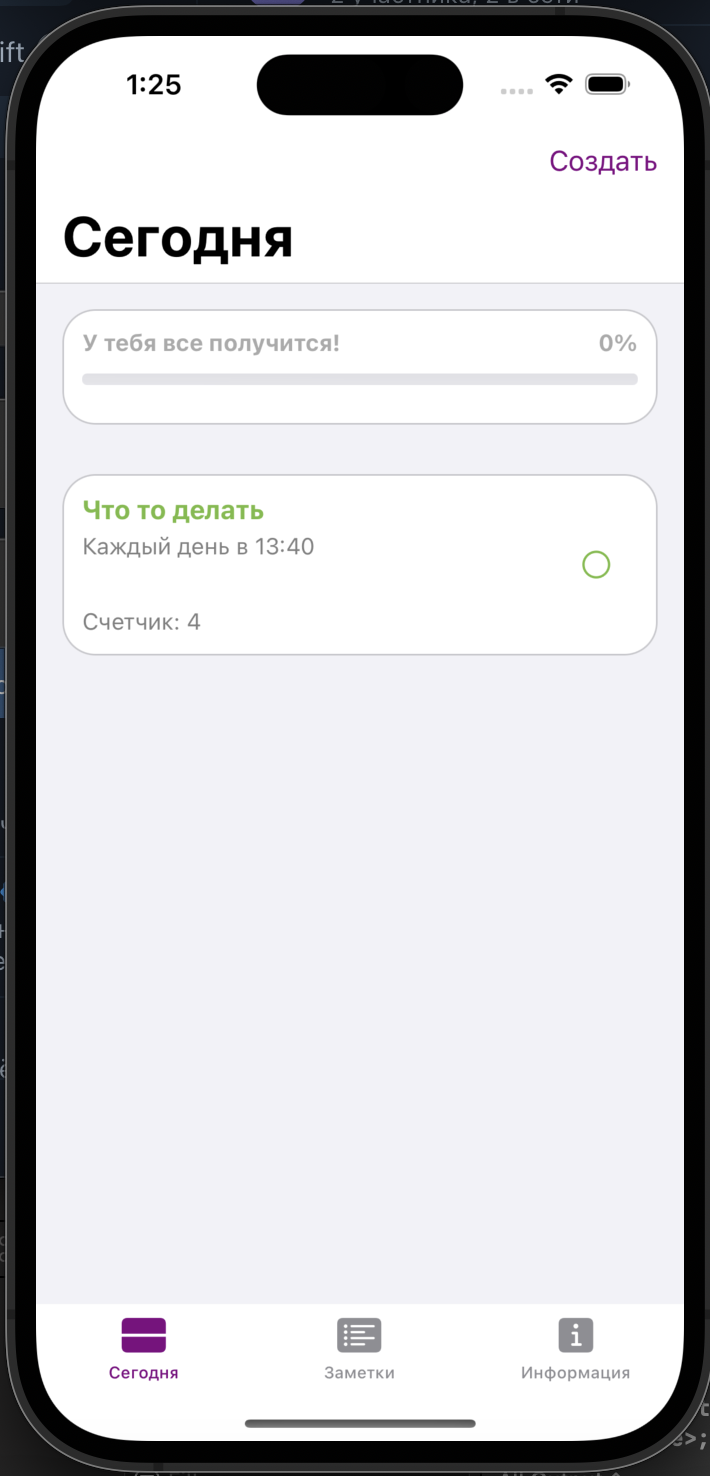 1:25
Создать
Сегодня
У тебя все получится! 0%
Что то делать
Каждый день в 13:40
Счетчик: 4
Сегодня Заметки Информация